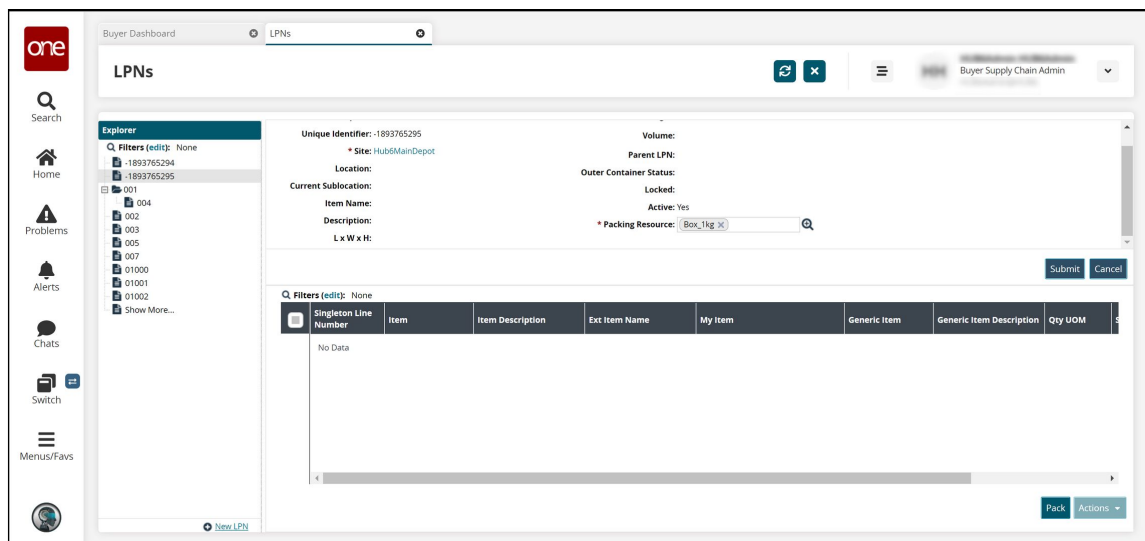 one
Search
Home
Problems
Alerts
Chats
Switch
Menus/Favs
Buyer Dashboard
LPNs
LPNs
Buyer Supply Chain Admin
Explorer
Filters (edit): None
-1893764294
-1893765295
001
004
002
003
005
007
01000
01001
01002
Show More...
New LPN
Unique Identifier: -1893765295
* Site: Hub6MainDepot
Location:
Current Sublocation:
Item Name:
Description:
L x W x H:
Volume:
Parent LPN:
Outer Container Status:
Locked:
Active: Yes
* Packing Resource: Box_1kg
Submit Cancel
Filters (edit): None
Singleton Line Number Item Item Description Ext Item Name My Item Generic Item Generic Item Description Qty UOM
No Data
Pack Actions